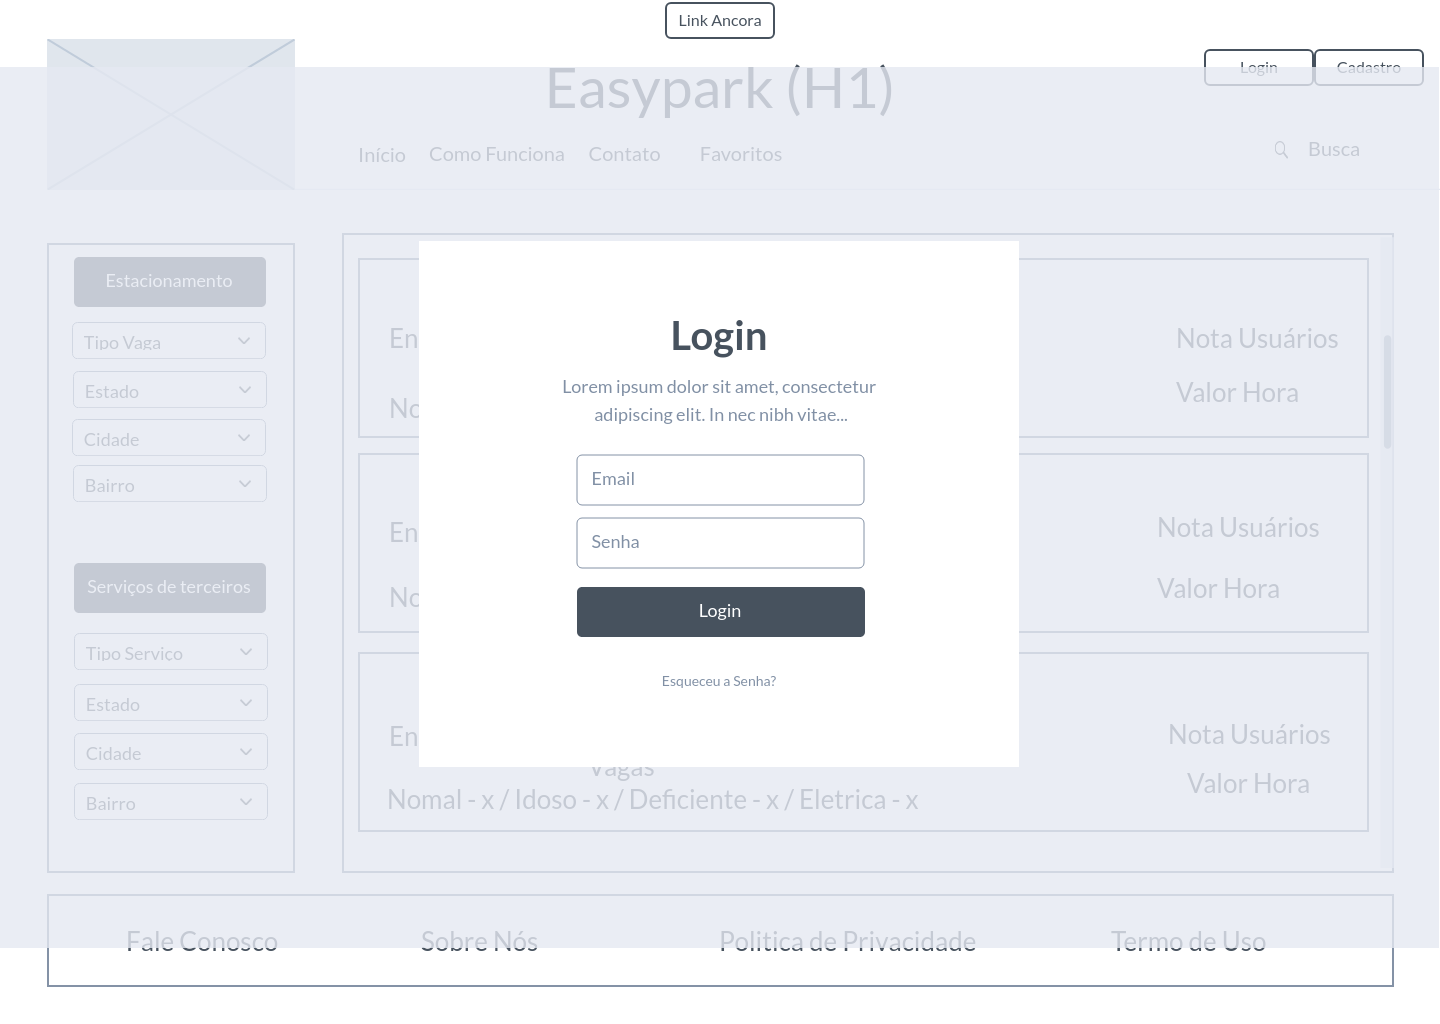 Link Ancora
Login
Cadastro
Easypark (H1)
Início
Como Funciona
Contato
Favoritos
Busca
Estacionamento
Tipo Vaga
Estado
Cidade
Bairro
Serviços de terceiros
Tipo Serviço
Estado
Cidade
Bairro
En
Nota Usuários
No
Valor Hora
En
Nota Usuários
No
Valor Hora
En
Nota Usuários
Vagas
Valor Hora
Nomal - x / Idoso - x / Deficiente - x / Eletrica - x
Login
Lorem ipsum dolor sit amet, consectetur
adipiscing elit. In nec nibh vitae...
Email
Senha
Login
Esqueceu a Senha?
Fale Conosco
Sobre Nós
Politica de Privacidade
Termo de Uso